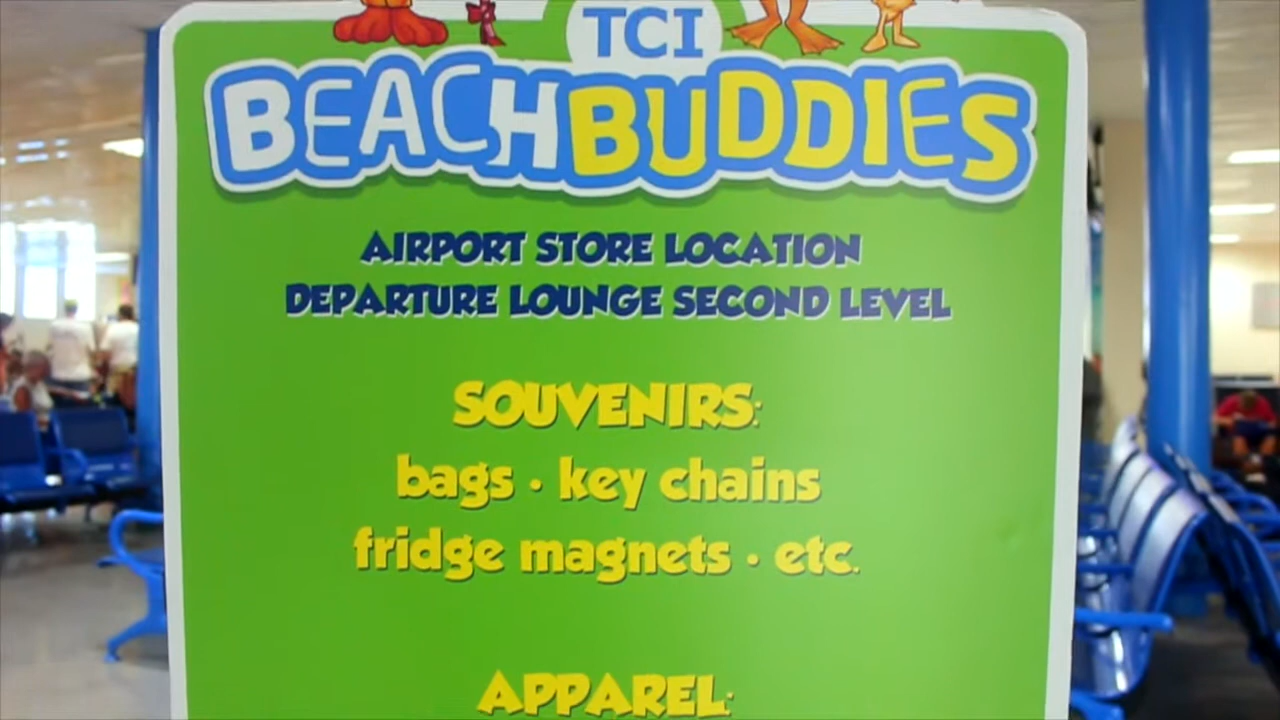 TCI
BEACHBUDDIES
AIRPORT STORE LOCATION
DEPARTURE LOUNGE SECOND LEVEL
SOUVENIRS:
bags · key chains
fridge magnets · etc.
APPAREL: